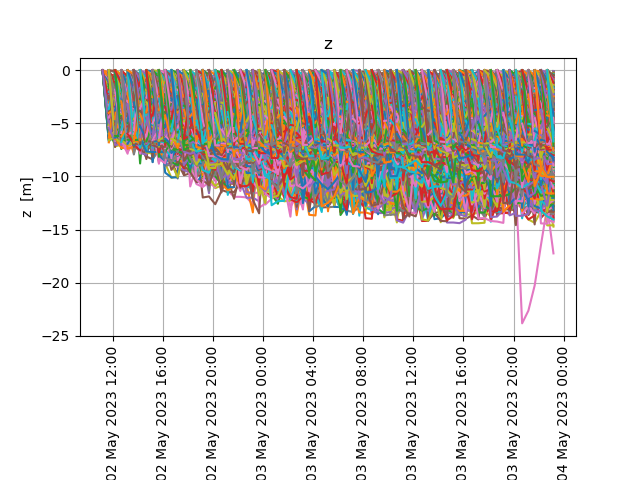 z
0
−5
−10
−15
−20
−25
z [m]
02 May 2023 12:00
02 May 2023 16:00
02 May 2023 20:00
03 May 2023 00:00
03 May 2023 04:00
03 May 2023 08:00
03 May 2023 12:00
03 May 2023 16:00
03 May 2023 20:00
04 May 2023 00:00